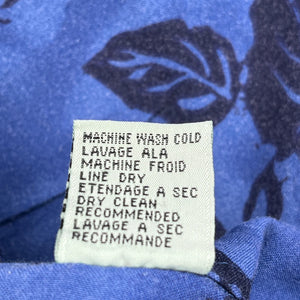 MACHINE WASH COLD
LAVAGE ALA
MACHINE FROID
LINE DRY
ETENDAGE A SEC
DRY CLEAN
RECOMMENDED
LAVAGE A SEC
RECOMMANDE